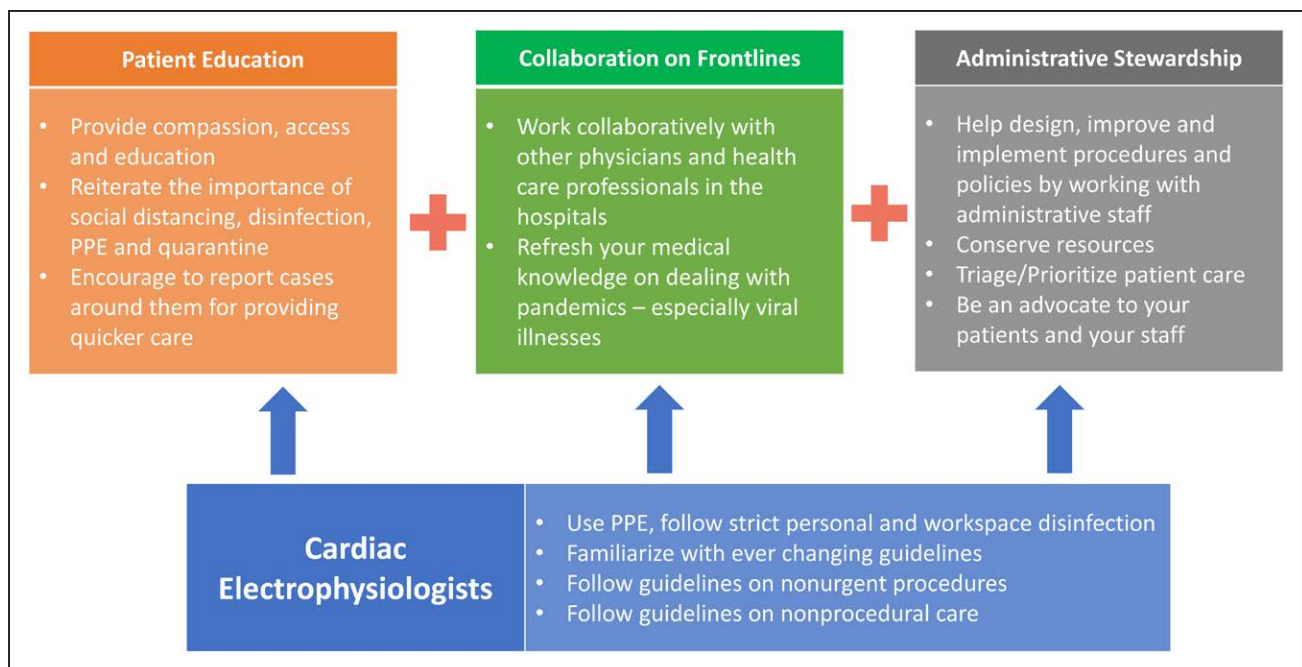 Patient Education
• Provide compassion, access
and education
• Reiterate the importance of
social distancing, disinfection,
PPE and quarantine
• Encourage to report cases
around them for providing
quicker care
Collaboration on Frontlines
• Work collaboratively with
other physicians and health
care professionals in the
hospitals
• Refresh your medical
knowledge on dealing with
pandemics – especially viral
illnesses
Administrative Stewardship
• Help design, improve and
implement procedures and
policies by working with
administrative staff
• Conserve resources
• Triage/Prioritize patient care
• Be an advocate to your
patients and your staff
Cardiac
Electrophysiologists
• Use PPE, follow strict personal and workspace disinfection
• Familiarize with ever changing guidelines
• Follow guidelines on nonurgent procedures
• Follow guidelines on nonprocedural care